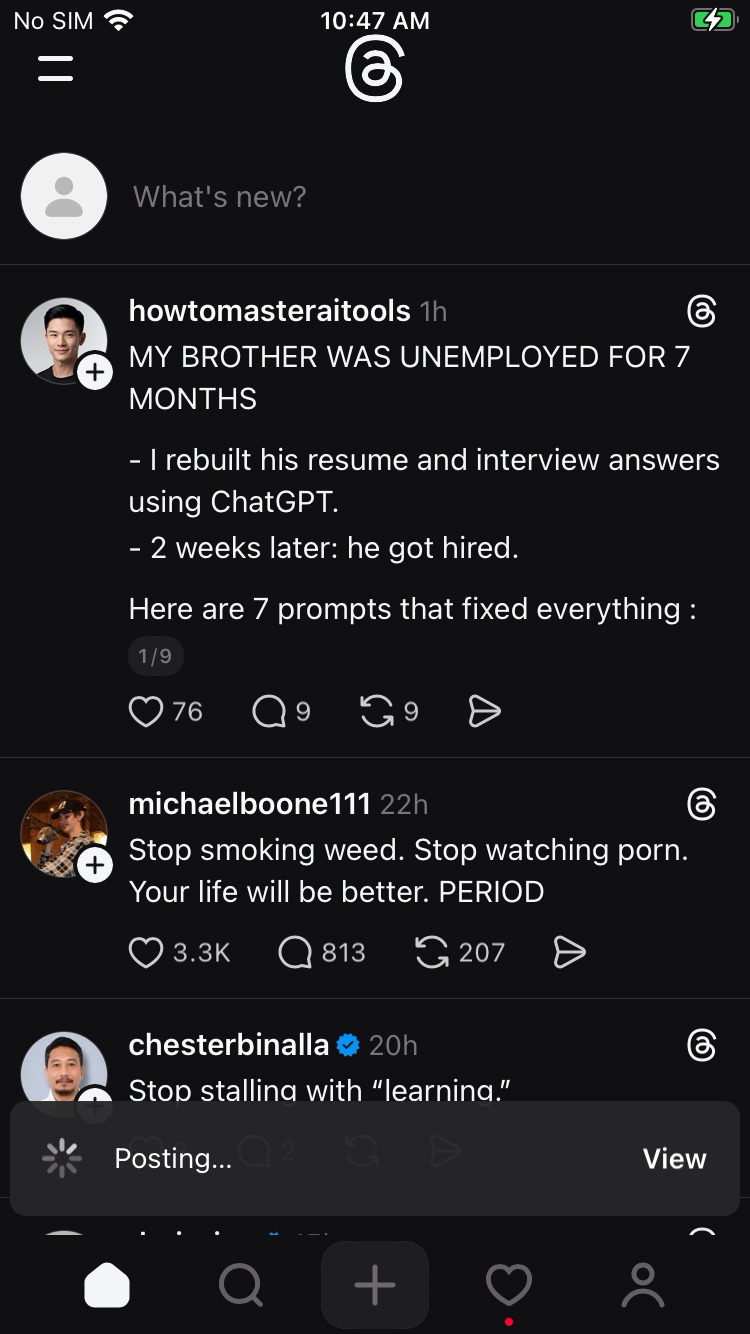 No SIM 10:47 AM
What's new?
howtomasteraitools 1h
MY BROTHER WAS UNEMPLOYED FOR 7
MONTHS
- I rebuilt his resume and interview answers
using ChatGPT.
- 2 weeks later: he got hired.
Here are 7 prompts that fixed everything :
1/9
76 9 9
michaelboone111 22h
Stop smoking weed. Stop watching porn.
Your life will be better. PERIOD
3.3K 813 207
chesterbinalla 20h
Stop stalling with “learning.”
2
Posting... View